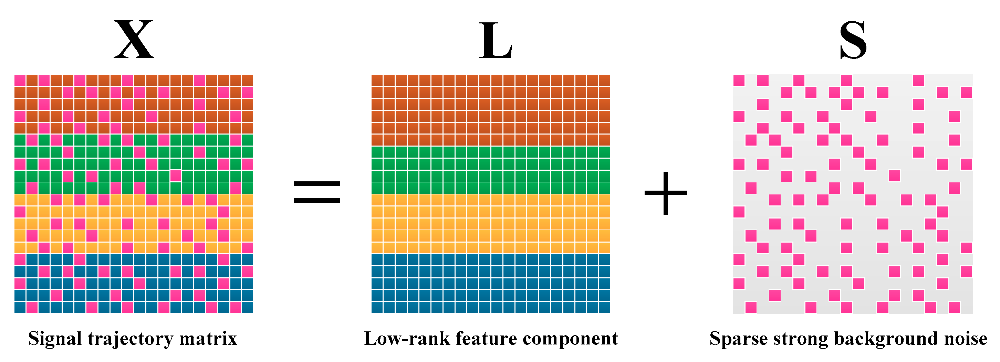 X = L + S
Signal trajectory matrix
Low-rank feature component
Sparse strong background noise